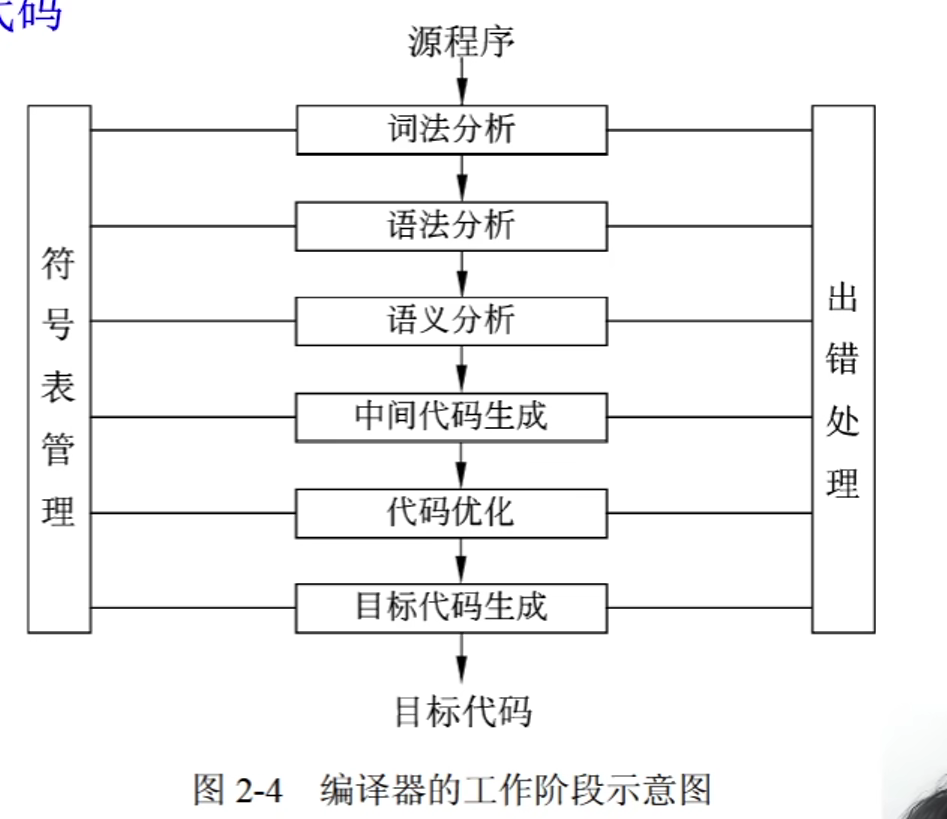 代码
源程序
词法分析
语法分析
语义分析
中间代码生成
代码优化
目标代码生成
目标代码
符号表管理
出错处理
图 2-4 编译器的工作阶段示意图